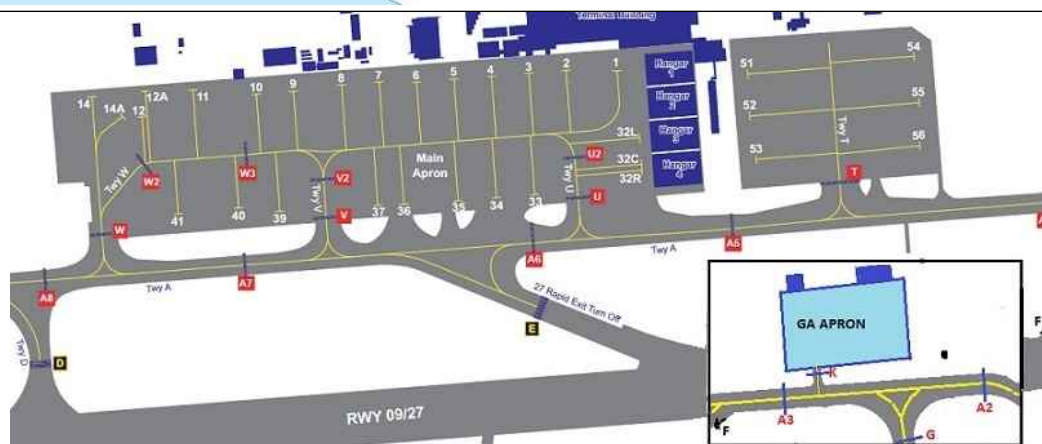 Terminal Building
54
1
51
2
3
4
5
6
7
8
9
10
11
12A
14
14A
12
Hangar
1
Hangar
2
Hangar
3
Hangar
4
55
52
56
53
Twy T
T
32L
32C
32R
U2
Twy U
U
Main
Apron
W3
W2
Twy W
V2
Twy V
V
41
40
39
37
36
35
34
33
W
A5
A6
Twy A
A7
Twy A
A8
27 Rapid Exit Turn Off
E
Twy D
D
RWY 09/27
GA APRON
F
K
A3
A2
F
G